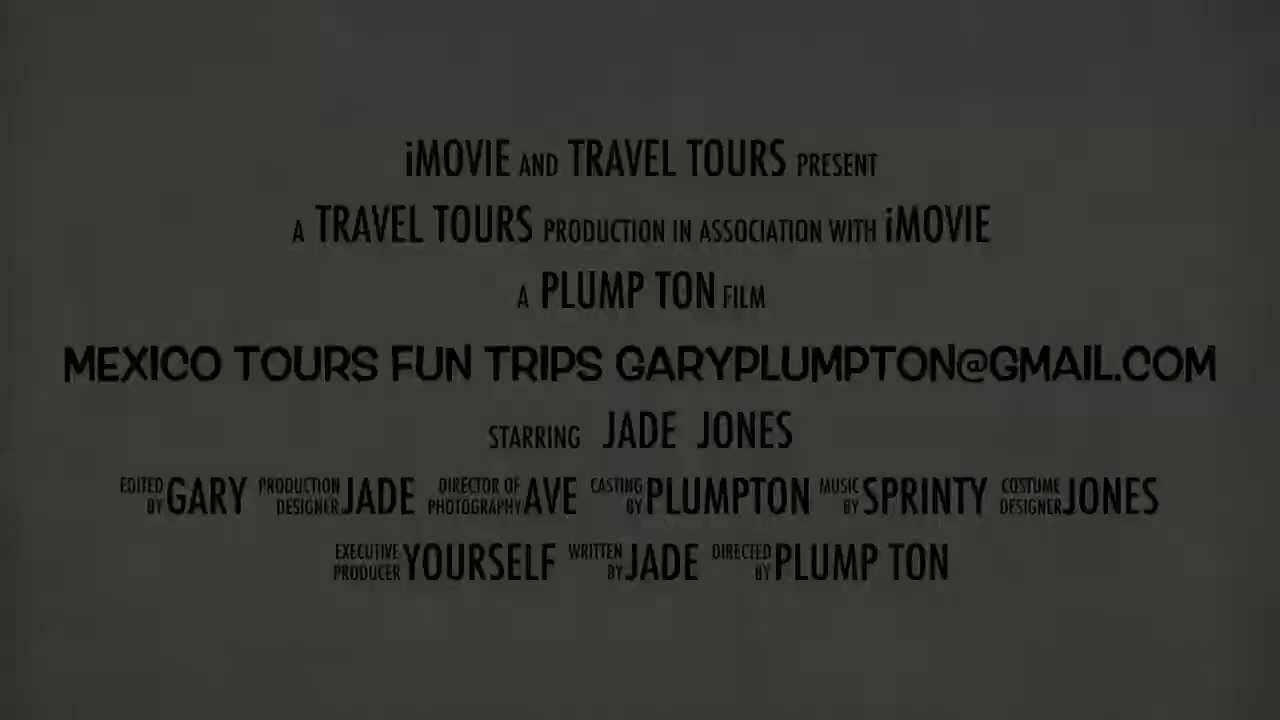 iMOVIE AND TRAVEL TOURS PRESENT
A TRAVEL TOURS PRODUCTION IN ASSOCIATION WITH iMOVIE
A PLUMP TON FILM
MEXICO TOURS FUN TRIPS GARYPLUMPTON@GMAIL.COM
STARRING JADE JONES
EDITED BY GARY PRODUCTION DESIGNER JADE DIRECTOR OF PHOTOGRAPHY AVE CASTING BY PLUMPTON MUSIC BY SPRINTY COSTUME DESIGNER JONES
EXECUTIVE PRODUCER YOURSELF WRITTEN BY JADE DIRECTED BY PLUMP TON